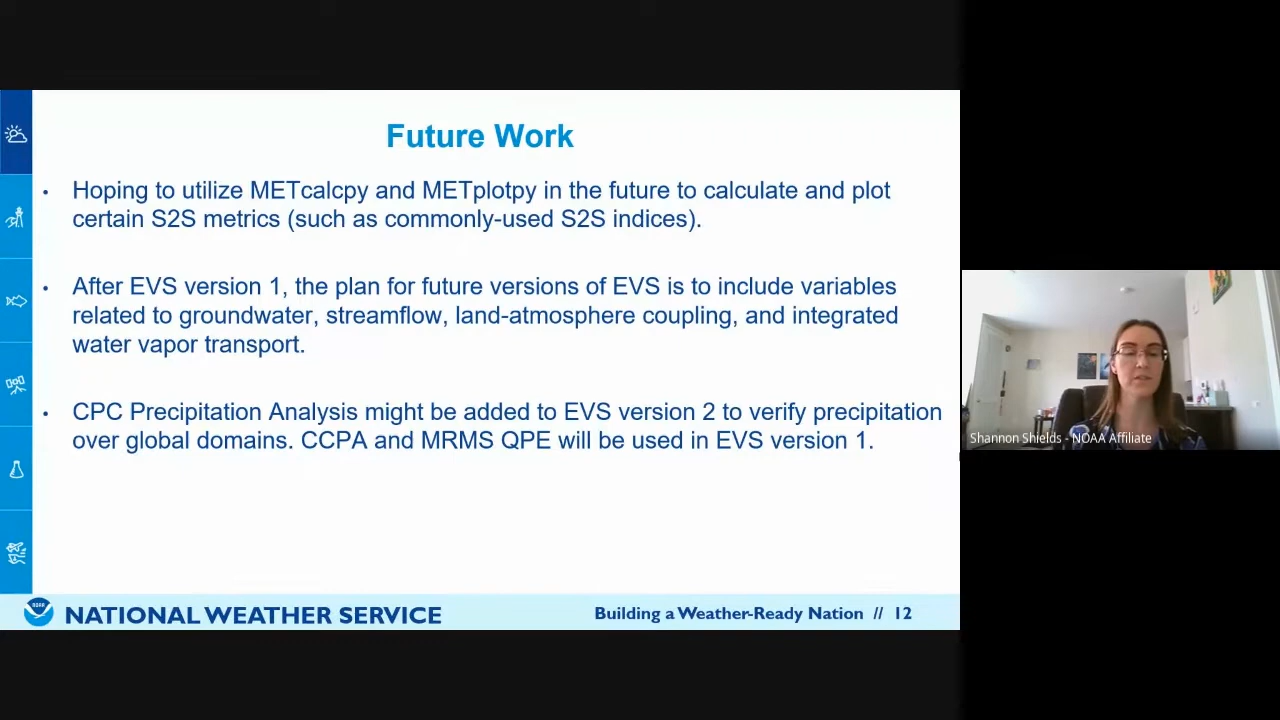 Future Work
• Hoping to utilize METcalcpy and METplotpy in the future to calculate and plot
certain S2S metrics (such as commonly-used S2S indices).
• After EVS version 1, the plan for future versions of EVS is to include variables
related to groundwater, streamflow, land-atmosphere coupling, and integrated
water vapor transport.
• CPC Precipitation Analysis might be added to EVS version 2 to verify precipitation
over global domains. CCPA and MRMS QPE will be used in EVS version 1.
Shannon Shields - NOAA Affiliate
NOAA
NATIONAL WEATHER SERVICE
Building a Weather-Ready Nation // 12